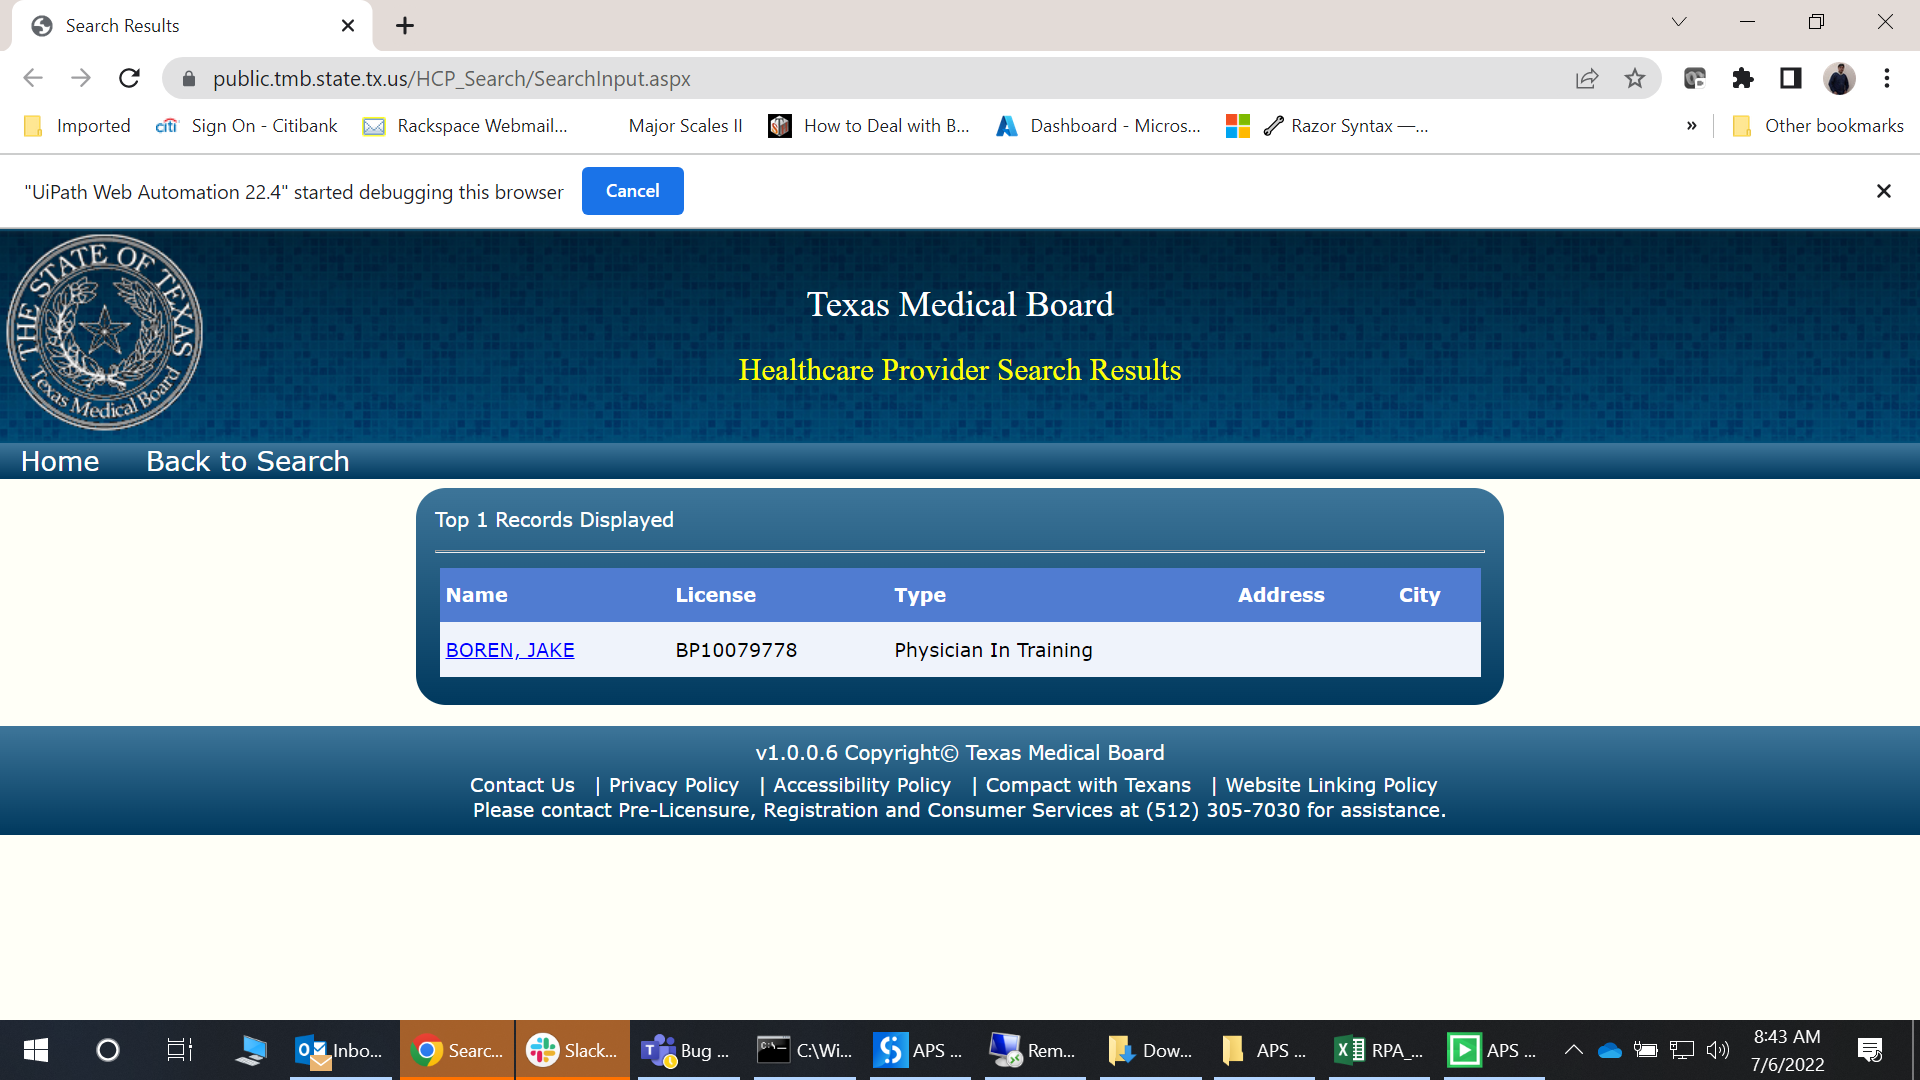 Search Results
public.tmb.state.tx.us/HCP_Search/SearchInput.aspx
Imported
citi Sign On - Citibank
Rackspace Webmail...
Major Scales II
How to Deal with B...
Dashboard - Micros...
Razor Syntax —...
»
Other bookmarks
"UiPath Web Automation 22.4" started debugging this browser
Cancel
THE STATE OF TEXAS
Texas Medical Board
Texas Medical Board
Healthcare Provider Search Results
Home Back to Search
Top 1 Records Displayed
Name License Type Address City
BOREN, JAKE BP10079778 Physician In Training
v1.0.0.6 Copyright© Texas Medical Board
Contact Us | Privacy Policy | Accessibility Policy | Compact with Texans | Website Linking Policy
Please contact Pre-Licensure, Registration and Consumer Services at (512) 305-7030 for assistance.
Inbo...
Searc...
Slack...
Bug ...
C:\Wi...
APS ...
Rem...
Dow...
APS ...
RPA_...
APS ...
8:43 AM
7/6/2022